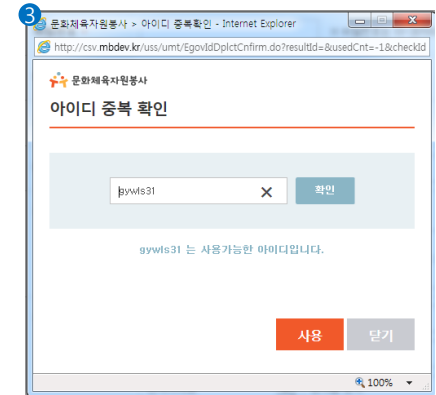 3
문화체육자원봉사 > 아이디 중복확인 - Internet Explorer
http://csv.mbdev.kr/uss/umt/EgovIdDplctCnfirm.do?resultId=&usedCnt=-1&checkId
문화체육자원봉사
아이디 중복 확인
gywls31 확인
gywls31 는 사용가능한 아이디입니다.
사용 닫기
100%